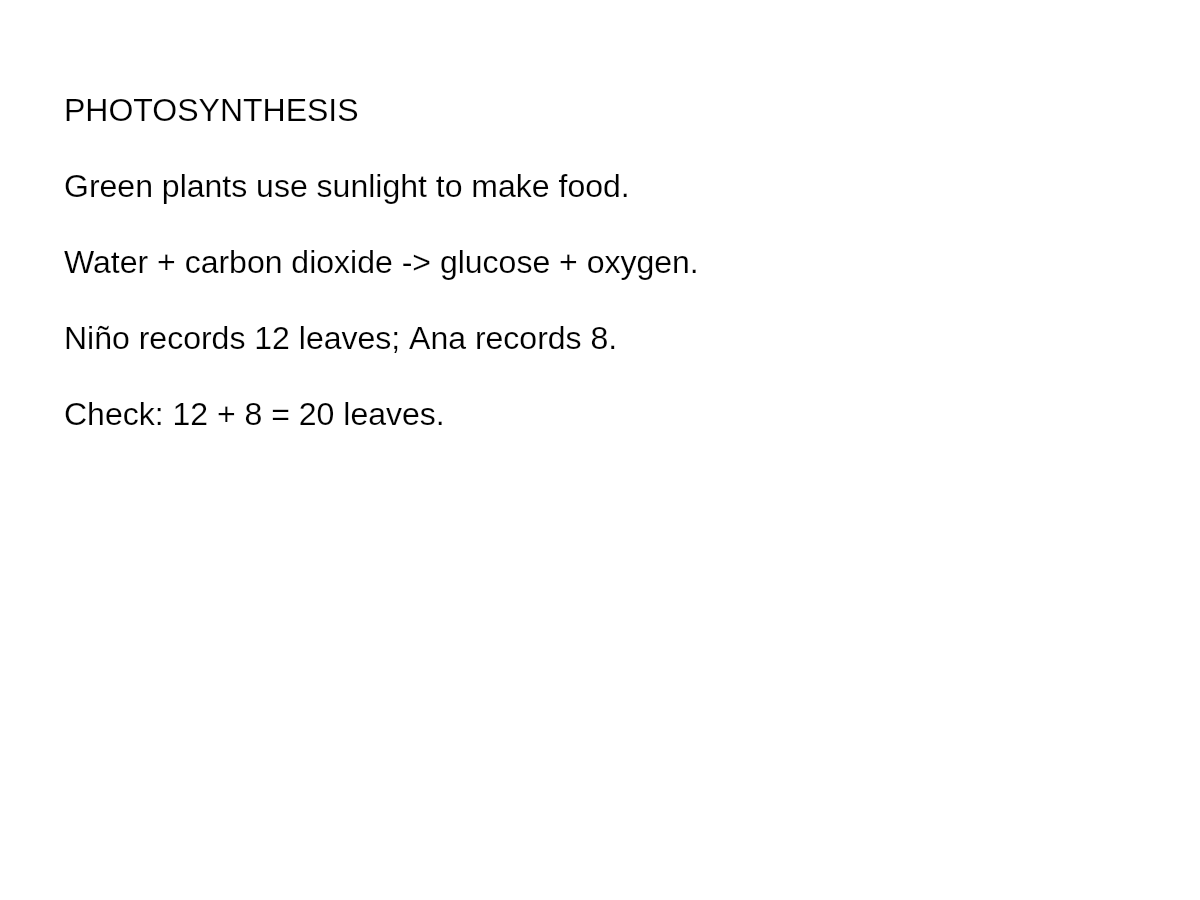 PHOTOSYNTHESIS
Green plants use sunlight to make food.
Water + carbon dioxide -> glucose + oxygen.
Niño records 12 leaves; Ana records 8.
Check: 12 + 8 = 20 leaves.